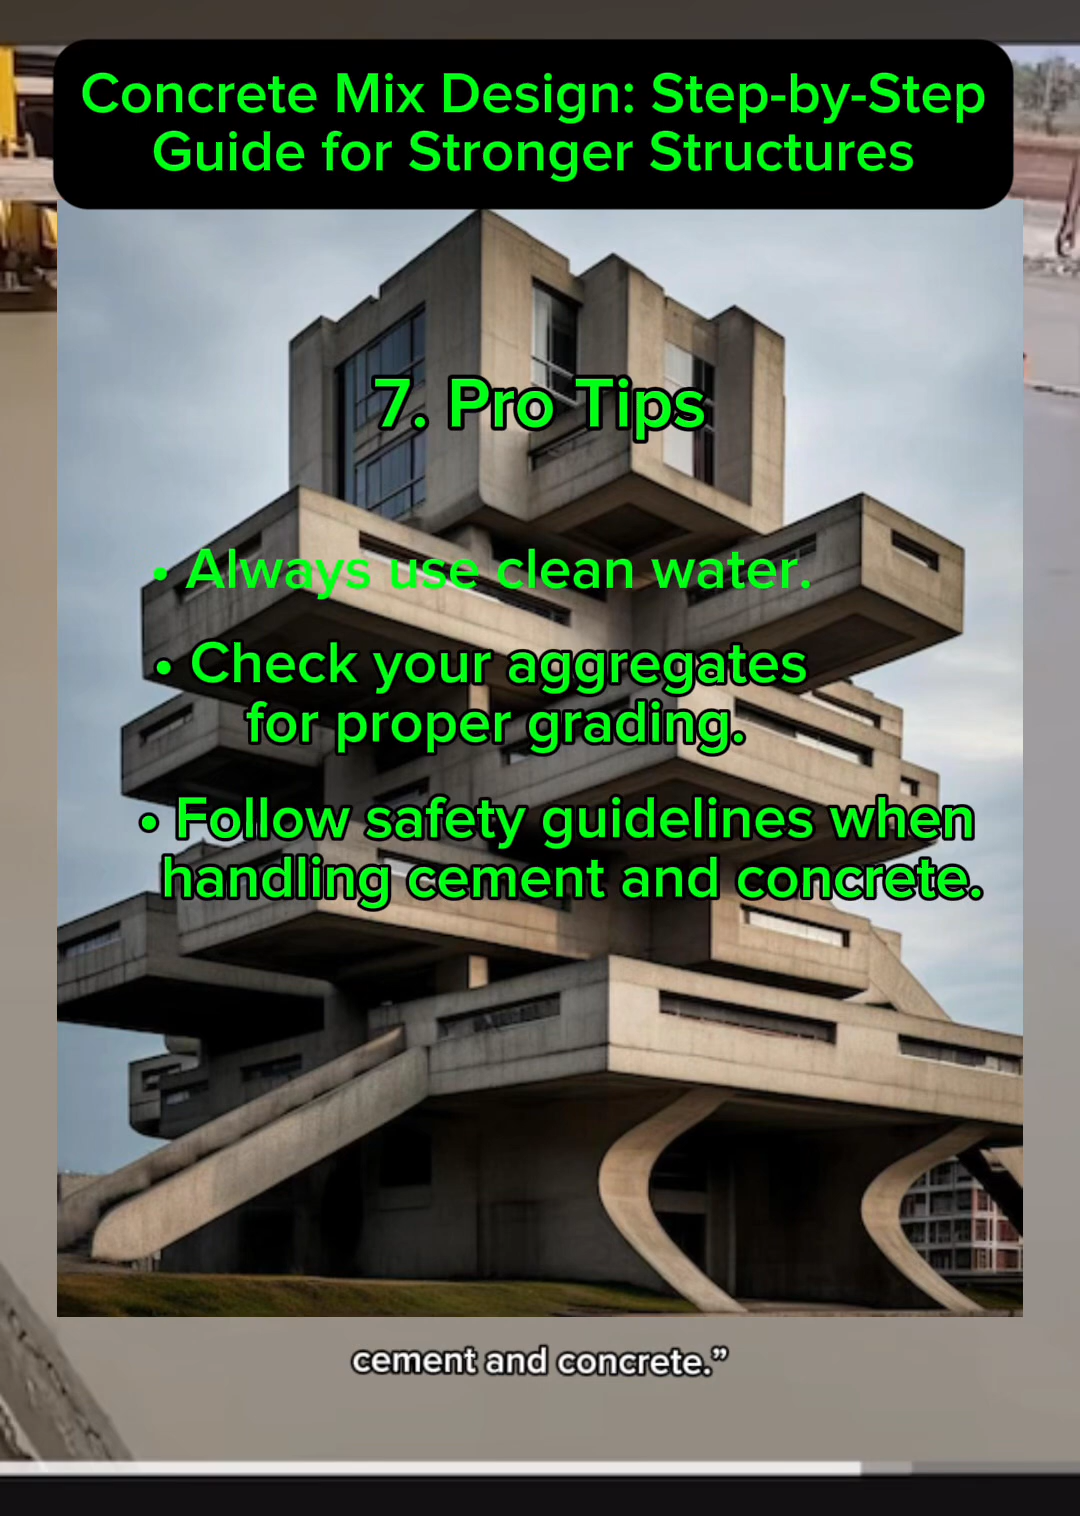 Concrete Mix Design: Step-by-Step
Guide for Stronger Structures
7. Pro Tips
• Always use clean water.
• Check your aggregates
for proper grading.
• Follow safety guidelines when
handling cement and concrete.
cement and concrete.”